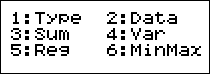 1:Type 2:Data
3:Sum 4:Var
5:Reg 6:MinMax